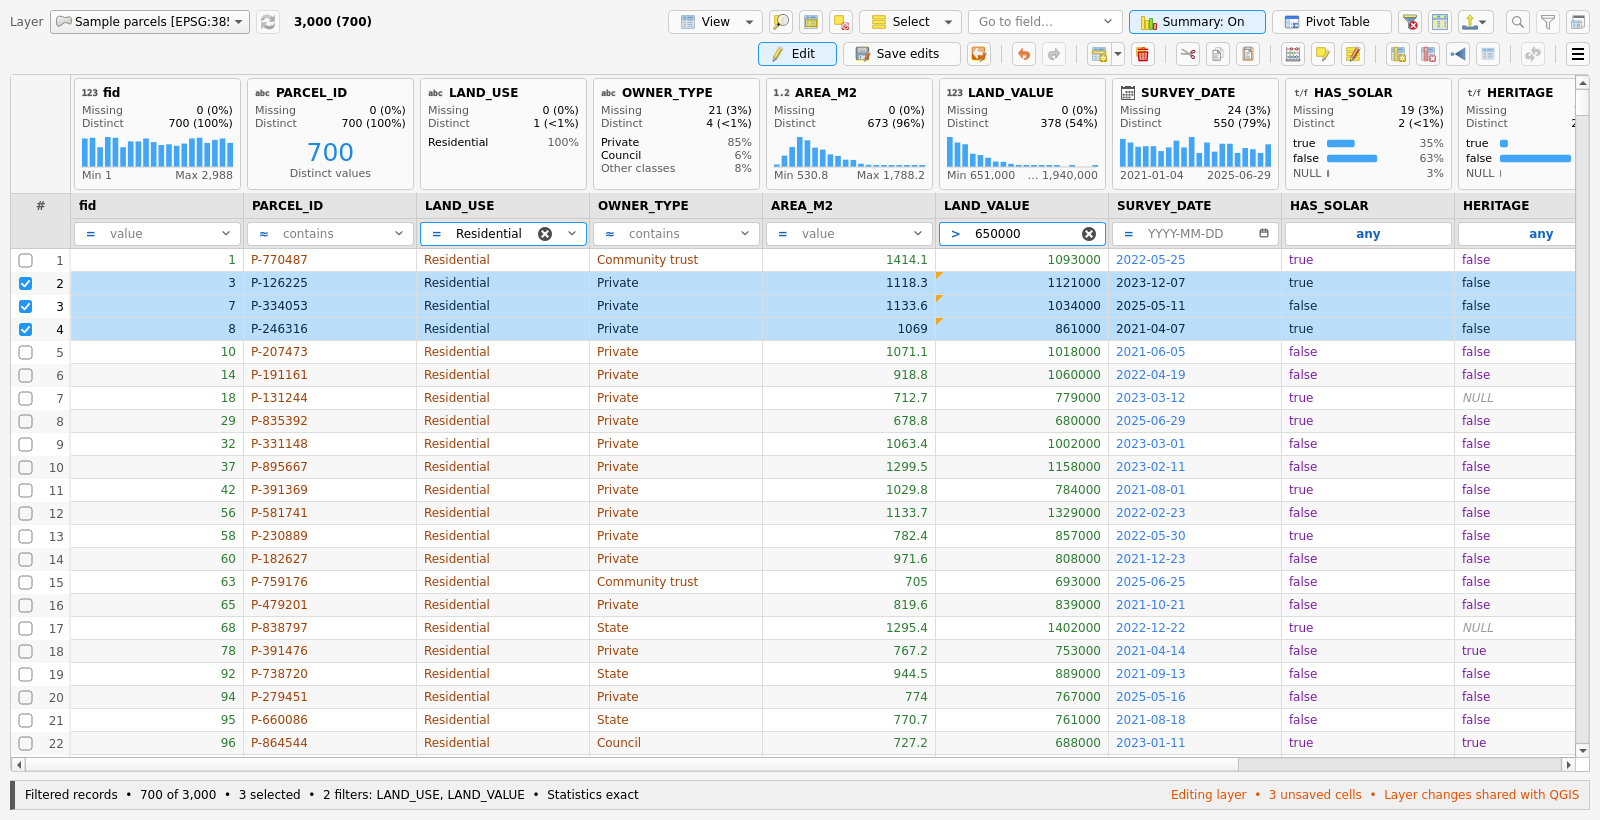 Layer Sample parcels [EPSG:38 3,000 (700) View Select Go to field... Summary: On Pivot Table
Edit Save edits
123 fid abc PARCEL_ID abc LAND_USE abc OWNER_TYPE 1.2 AREA_M2 123 LAND_VALUE SURVEY_DATE t/f HAS_SOLAR t/f HERITAGE
Missing 0 (0%) Missing 0 (0%) Missing 0 (0%) Missing 21 (3%) Missing 0 (0%) Missing 0 (0%) Missing 24 (3%) Missing 19 (3%) Missing
Distinct 700 (100%) Distinct 700 (100%) Distinct 1 (<1%) Distinct 4 (<1%) Distinct 673 (96%) Distinct 378 (54%) Distinct 550 (79%) Distinct 2 (<1%) Distinct 2
700 Residential 100% Private 85% true 35% true
Council 6% false 63% false
Distinct values Other classes 8% NULL 3% NULL
Min 1 Max 2,988 Min 530.8 Max 1,788.2 Min 651,000 ... 1,940,000 2021-01-04 2025-06-29
# fid PARCEL_ID LAND_USE OWNER_TYPE AREA_M2 LAND_VALUE SURVEY_DATE HAS_SOLAR HERITAGE
= value ≈ contains = Residential ≈ contains = value > 650000 = YYYY-MM-DD any any
1 1 P-770487 Residential Community trust 1414.1 1093000 2022-05-25 true false
2 3 P-126225 Residential Private 1118.3 1121000 2023-12-07 true false
3 7 P-334053 Residential Private 1133.6 1034000 2025-05-11 false false
4 8 P-246316 Residential Private 1069 861000 2021-04-07 true false
5 10 P-207473 Residential Private 1071.1 1018000 2021-06-05 false false
6 14 P-191161 Residential Private 918.8 1060000 2022-04-19 false false
7 18 P-131244 Residential Private 712.7 779000 2023-03-12 true NULL
8 29 P-835392 Residential Private 678.8 680000 2025-06-29 true false
9 32 P-331148 Residential Private 1063.4 1002000 2023-03-01 false false
10 37 P-895667 Residential Private 1299.5 1158000 2023-02-11 false false
11 42 P-391369 Residential Private 1029.8 784000 2021-08-01 true false
12 56 P-581741 Residential Private 1133.7 1329000 2022-02-23 false false
13 58 P-230889 Residential Private 782.4 857000 2022-05-30 true false
14 60 P-182627 Residential Private 971.6 808000 2021-12-23 false false
15 63 P-759176 Residential Community trust 705 693000 2025-06-25 false false
16 65 P-479201 Residential Private 819.6 839000 2021-10-21 false false
17 68 P-838797 Residential State 1295.4 1402000 2022-12-22 true NULL
18 78 P-391476 Residential Private 767.2 753000 2021-04-14 false true
19 92 P-738720 Residential State 944.5 889000 2021-09-13 false false
20 94 P-279451 Residential Private 774 767000 2025-05-16 false false
21 95 P-660086 Residential State 770.7 761000 2021-08-18 false false
22 96 P-864544 Residential Council 727.2 688000 2023-01-11 true true
Filtered records • 700 of 3,000 • 3 selected • 2 filters: LAND_USE, LAND_VALUE • Statistics exact Editing layer • 3 unsaved cells • Layer changes shared with QGIS